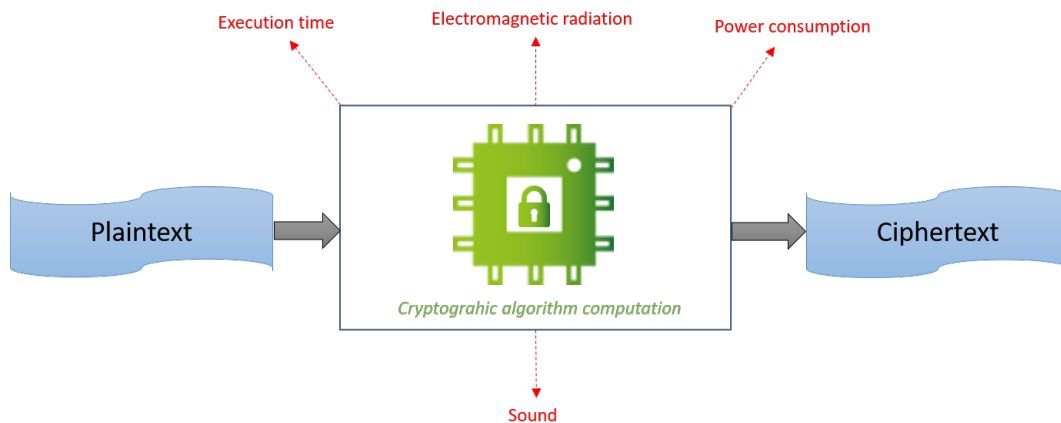 Execution time
Electromagnetic radiation
Power consumption
Plaintext
Ciphertext
Cryptograhic algorithm computation
Sound